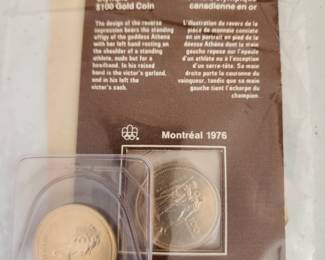 $100 Gold Coin
The design of the reverse
impression bears the standing
effigy of the goddess Athena
with her left hand resting on
the shoulder of a standing
athlete, nude but for a
headband. In his raised
hand is the victor's garland,
and in his left the
victor's sash.
canadienne en or
L'illustration du revers de la
pièce de monnaie consiste
en un portrait en pied de la
déesse Athéna dont la main
gauche repose sur l'épaule
d'un athlète nu à l'exception
d'un serre-tête. Sa main
droite porte la couronne du
vainqueur, tandis que sa main
gauche tient l'écharpe du
champion.
Montréal 1976